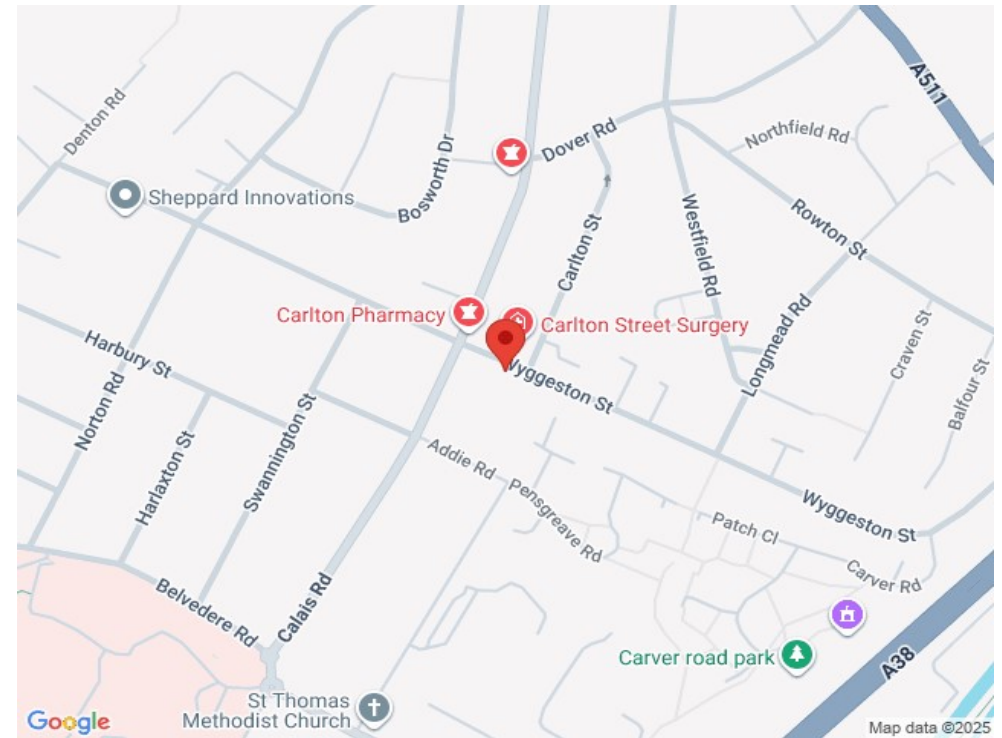 A511
Denton Rd
Northfield Rd
Dover Rd
Bosworth Dr
Sheppard Innovations
Rowton St
Westfield Rd
Carlton St
Carlton Pharmacy
Carlton Street Surgery
Longmead Rd
Craven St
Harbury St
Wyggeston St
Balfour St
Norton Rd
Swannington St
Harlaxton St
Addie Rd
Pensgreave Rd
Wyggeston St
Patch Cl
Carver Rd
Belvedere Rd
Calais Rd
Carver road park
A38
St Thomas
Methodist Church
Google
Map data ©2025